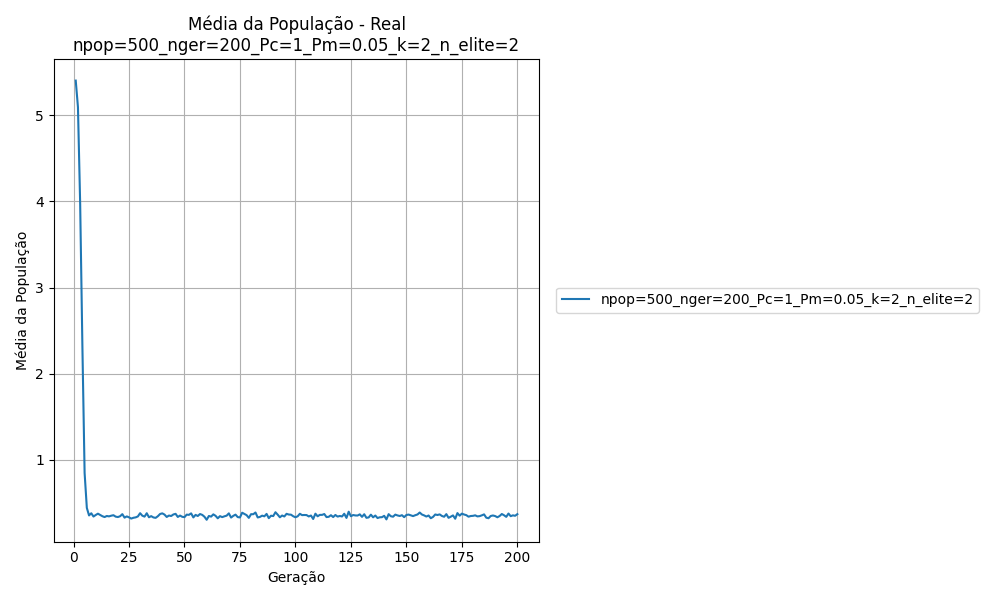 Média da População - Real
npop=500_nger=200_Pc=1_Pm=0.05_k=2_n_elite=2
5
4
3
2
1
Média da População
0
25
50
75
100
125
150
175
200
Geração
npop=500_nger=200_Pc=1_Pm=0.05_k=2_n_elite=2